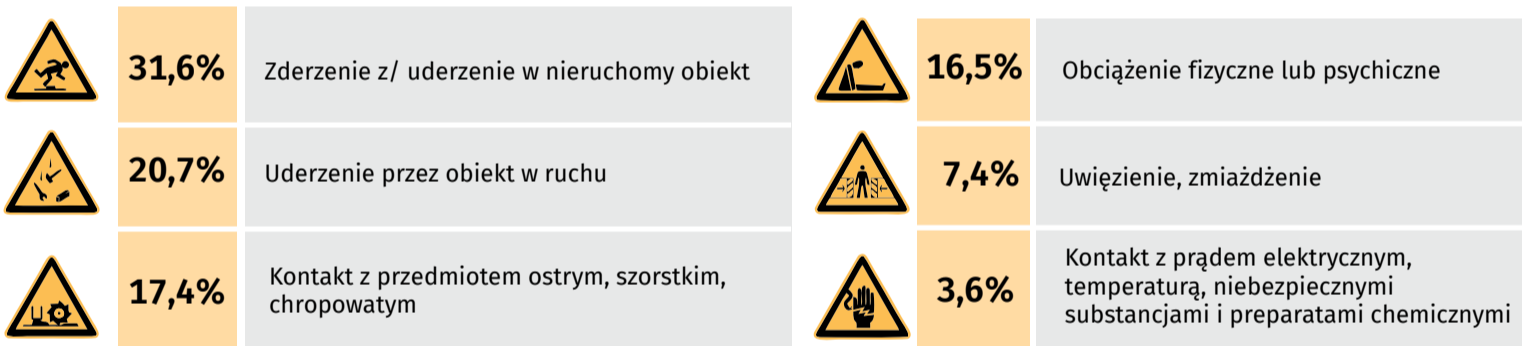 31,6%
Zderzenie z/ uderzenie w nieruchomy obiekt
20,7%
Uderzenie przez obiekt w ruchu
17,4%
Kontakt z przedmiotem ostrym, szorstkim,
chropowatym
16,5%
Obciążenie fizyczne lub psychiczne
7,4%
Uwięzienie, zmiażdżenie
3,6%
Kontakt z prądem elektrycznym,
temperaturą, niebezpiecznymi
substancjami i preparatami chemicznymi